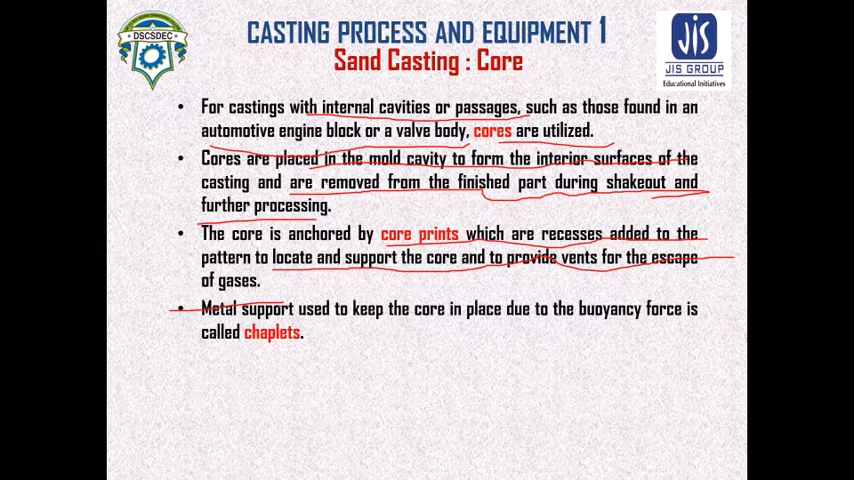 DSCSDEC
CASTING PROCESS AND EQUIPMENT 1
Sand Casting : Core
JiS
JIS GROUP
Educational Initiatives
• For castings with internal cavities or passages, such as those found in an
automotive engine block or a valve body, cores are utilized.
• Cores are placed in the mold cavity to form the interior surfaces of the
casting and are removed from the finished part during shakeout and
further processing.
• The core is anchored by core prints which are recesses added to the
pattern to locate and support the core and to provide vents for the escape
of gases.
• Metal support used to keep the core in place due to the buoyancy force is
called chaplets.